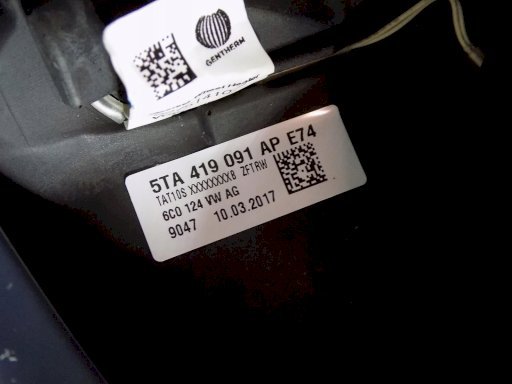 GENTHERM
5TA 419 091 AP E74
TAT10S XXXXXXXX8 ZFTRW
6C0 124 VW AG
9047 10.03.2017